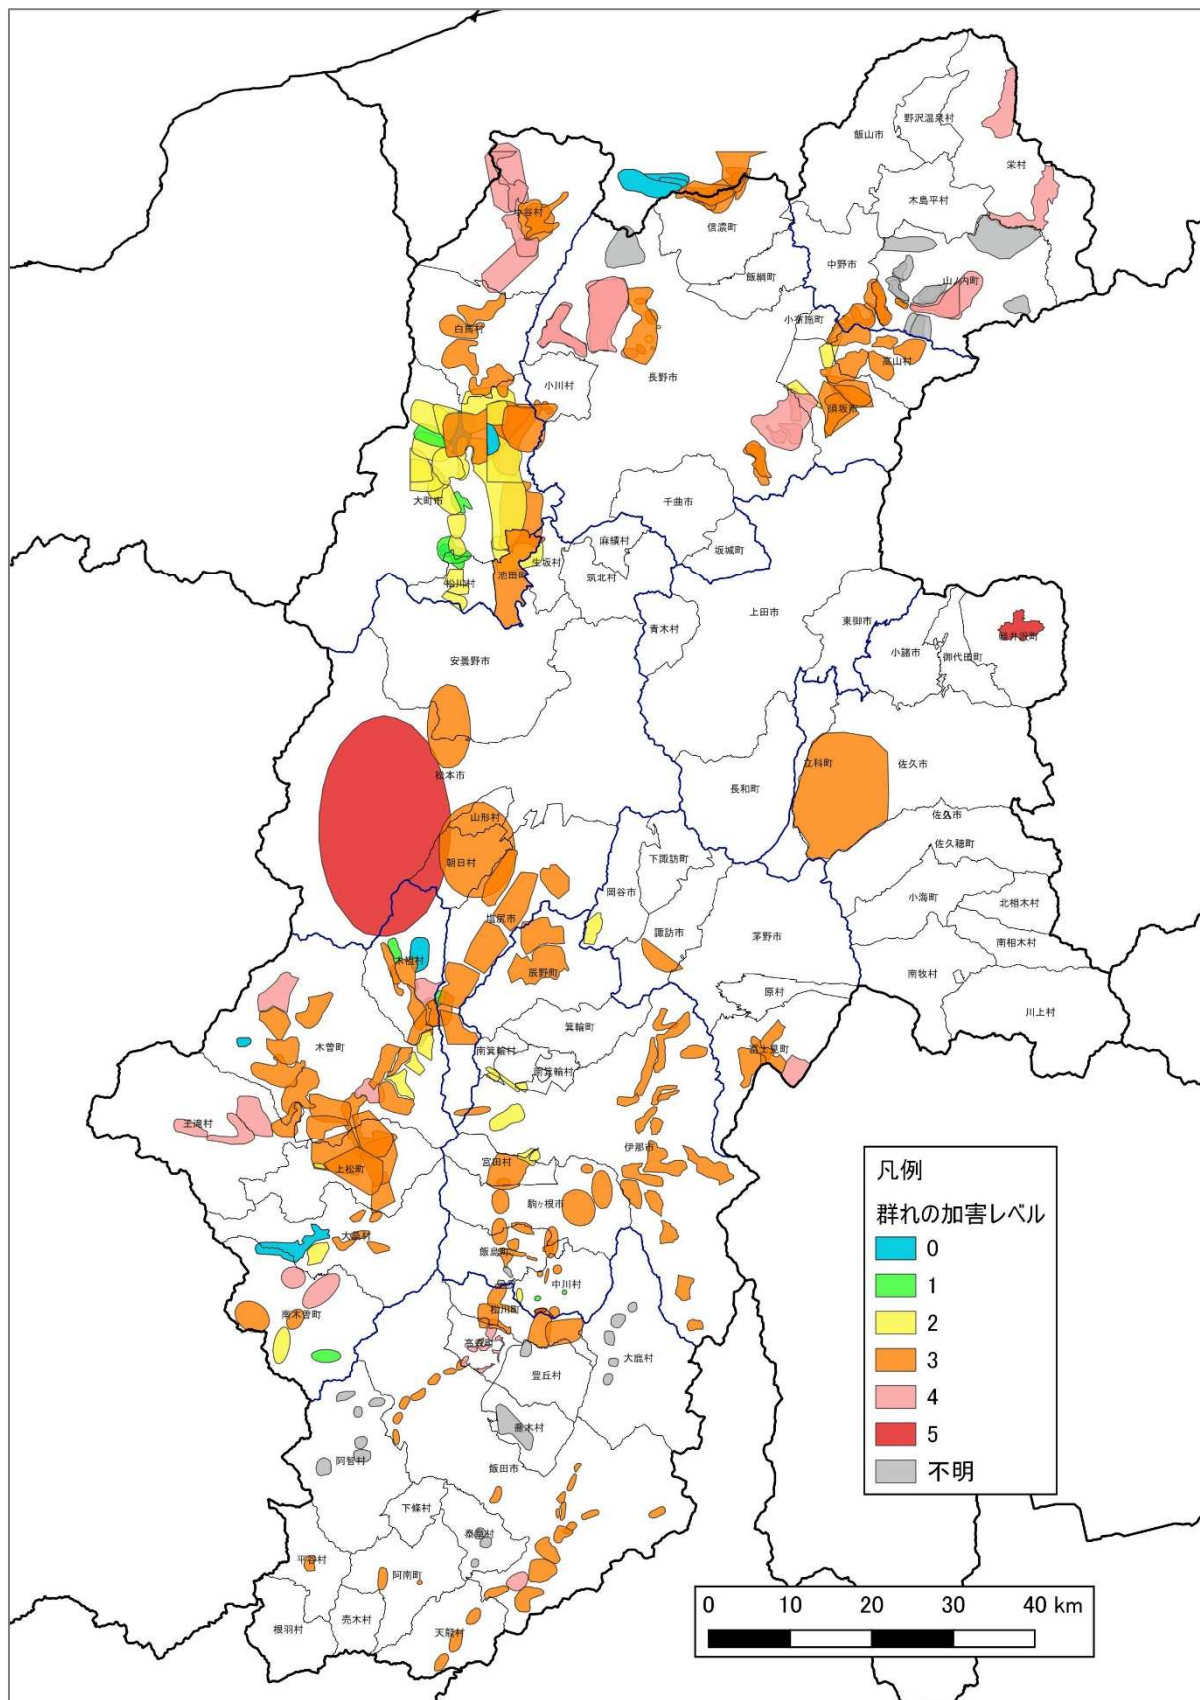 野沢温泉村
飯山市
栄村
小谷村
木島平村
信濃町
中野市
飯綱町
山ノ内町
小布施町
白馬村
高山村
長野市
小川村
須坂市
大町市
千曲市
麻績村
坂城町
生坂村
池田町
筑北村
松川村
上田市
青木村
東御市
軽井沢町
小諸市
御代田町
安曇野市
立科町
佐久市
松本市
長和町
山形村
佐久市
佐久穂町
朝日村
下諏訪町
岡谷市
小海町
北相木村
塩尻市
諏訪市
茅野市
南相木村
木祖村
辰野町
南牧村
原村
川上村
箕輪町
木曽町
南箕輪村
富士見町
南箕輪村
王滝村
伊那市
上松町
宮田村
駒ヶ根市
大桑村
飯島町
中川村
南木曽町
松川町
高森町
大鹿村
豊丘村
喬木村
阿智村
飯田市
下條村
泰阜村
平谷村
阿南町
売木村
根羽村
天龍村
凡例
群れの加害レベル
0
1
2
3
4
5
不明
0 10 20 30 40 km